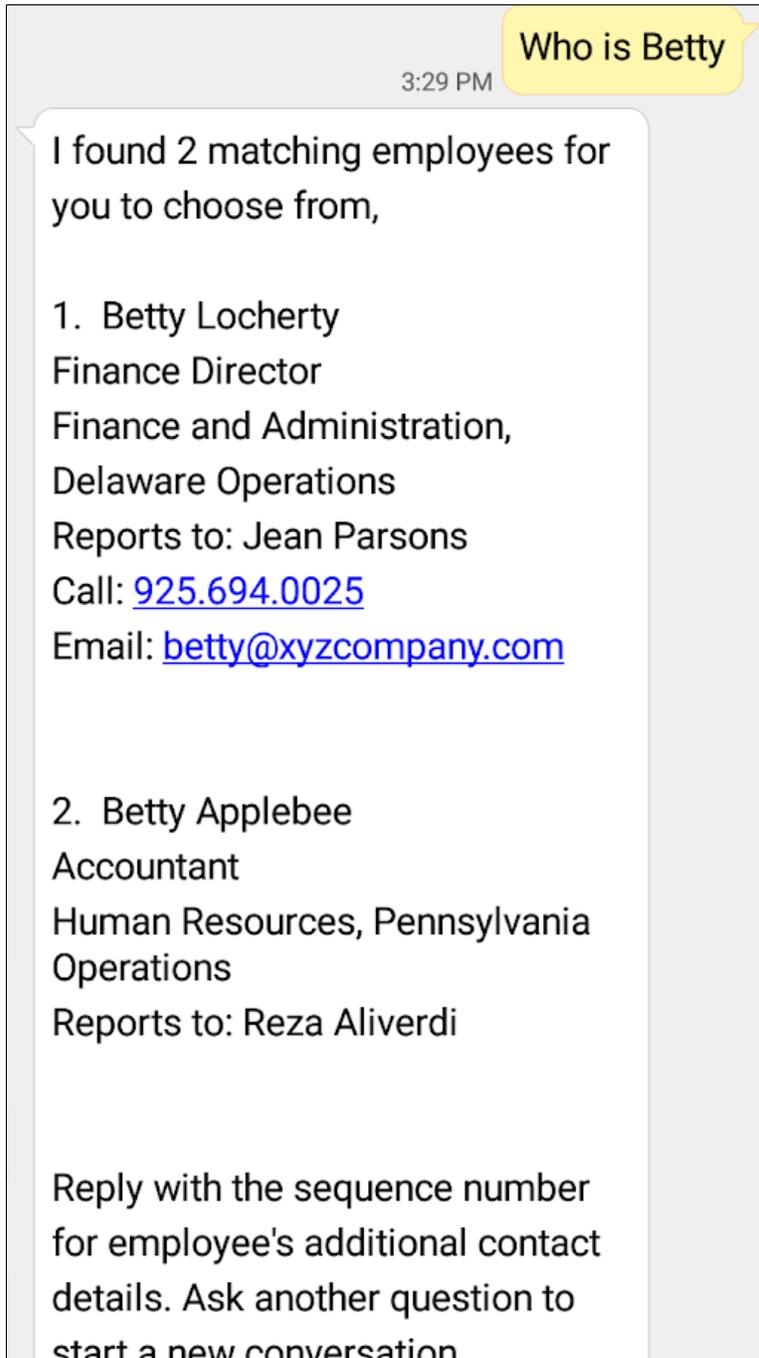 Who is Betty
3:29 PM
I found 2 matching employees for
you to choose from,
1. Betty Locherty
Finance Director
Finance and Administration,
Delaware Operations
Reports to: Jean Parsons
Call: 925.694.0025
Email: betty@xyzcompany.com
2. Betty Applebee
Accountant
Human Resources, Pennsylvania
Operations
Reports to: Reza Aliverdi
Reply with the sequence number
for employee's additional contact
details. Ask another question to
start a new conversation